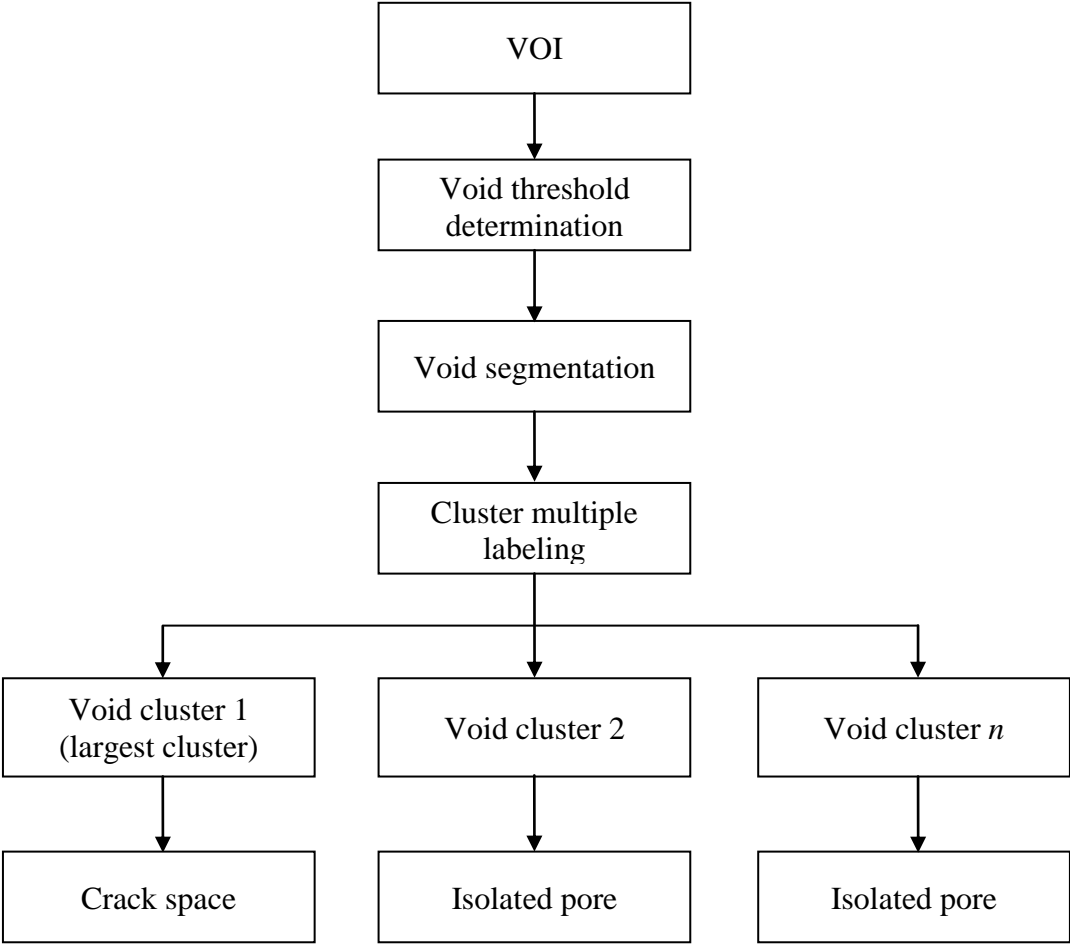 VOI
Void threshold
determination
Void segmentation
Cluster multiple
labeling
Void cluster 1
(largest cluster)
Void cluster 2
Void cluster n
Crack space
Isolated pore
Isolated pore